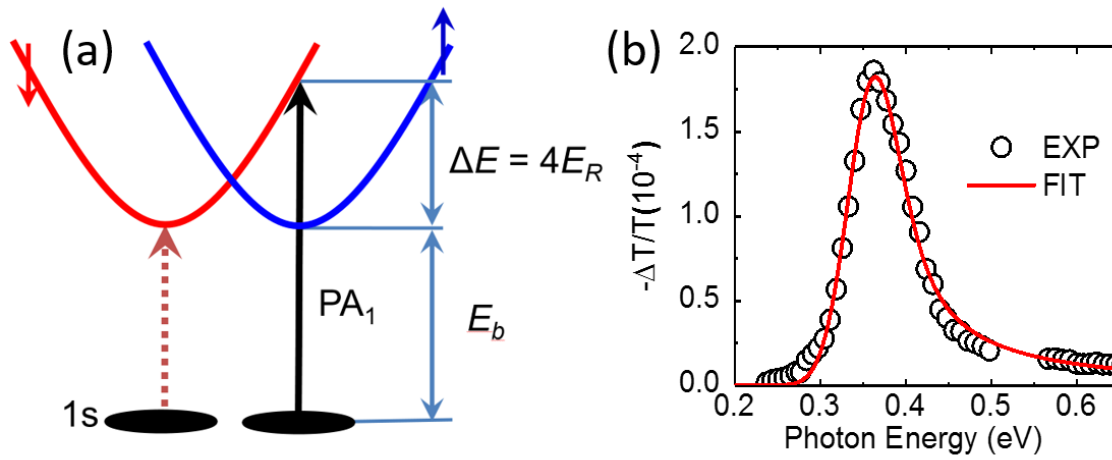 (a)
ΔE = 4E_R
PA₁
E_b
1s
(b)
2.0
1.5
1.0
0.5
0.0
-ΔT/T(10⁻⁴)
EXP
FIT
0.2 0.3 0.4 0.5 0.6
Photon Energy (eV)